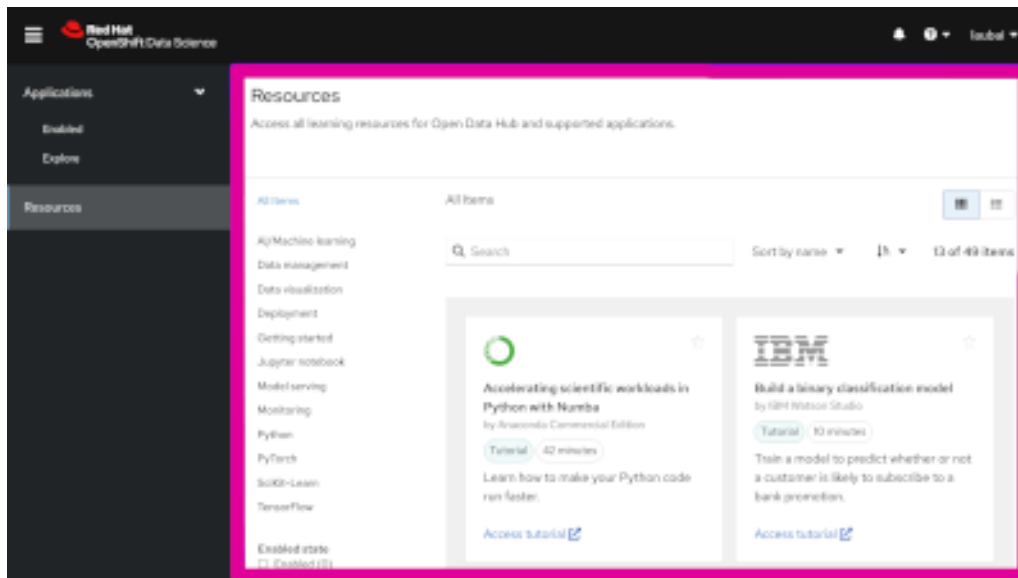 Red Hat
OpenShift Data Science
laubal
Applications
Enabled
Explore
Resources
Resources
Access all learning resources for Open Data Hub and supported applications.
All Items
AI/Machine learning
Data management
Data visualization
Deployment
Getting started
Jupyter notebook
Model serving
Monitoring
Python
PyTorch
SciKit-Learn
TensorFlow
Enabled state
Enabled (0)
All Items
Search
Sort by name
13 of 49 items
Accelerating scientific workloads in
Python with Numba
by Anaconda Commercial Edition
Tutorial 42 minutes
Learn how to make your Python code
run faster.
Access tutorial
IBM
Build a binary classification model
by IBM Watson Studio
Tutorial 10 minutes
Train a model to predict whether or not
a customer is likely to subscribe to a
bank promotion.
Access tutorial